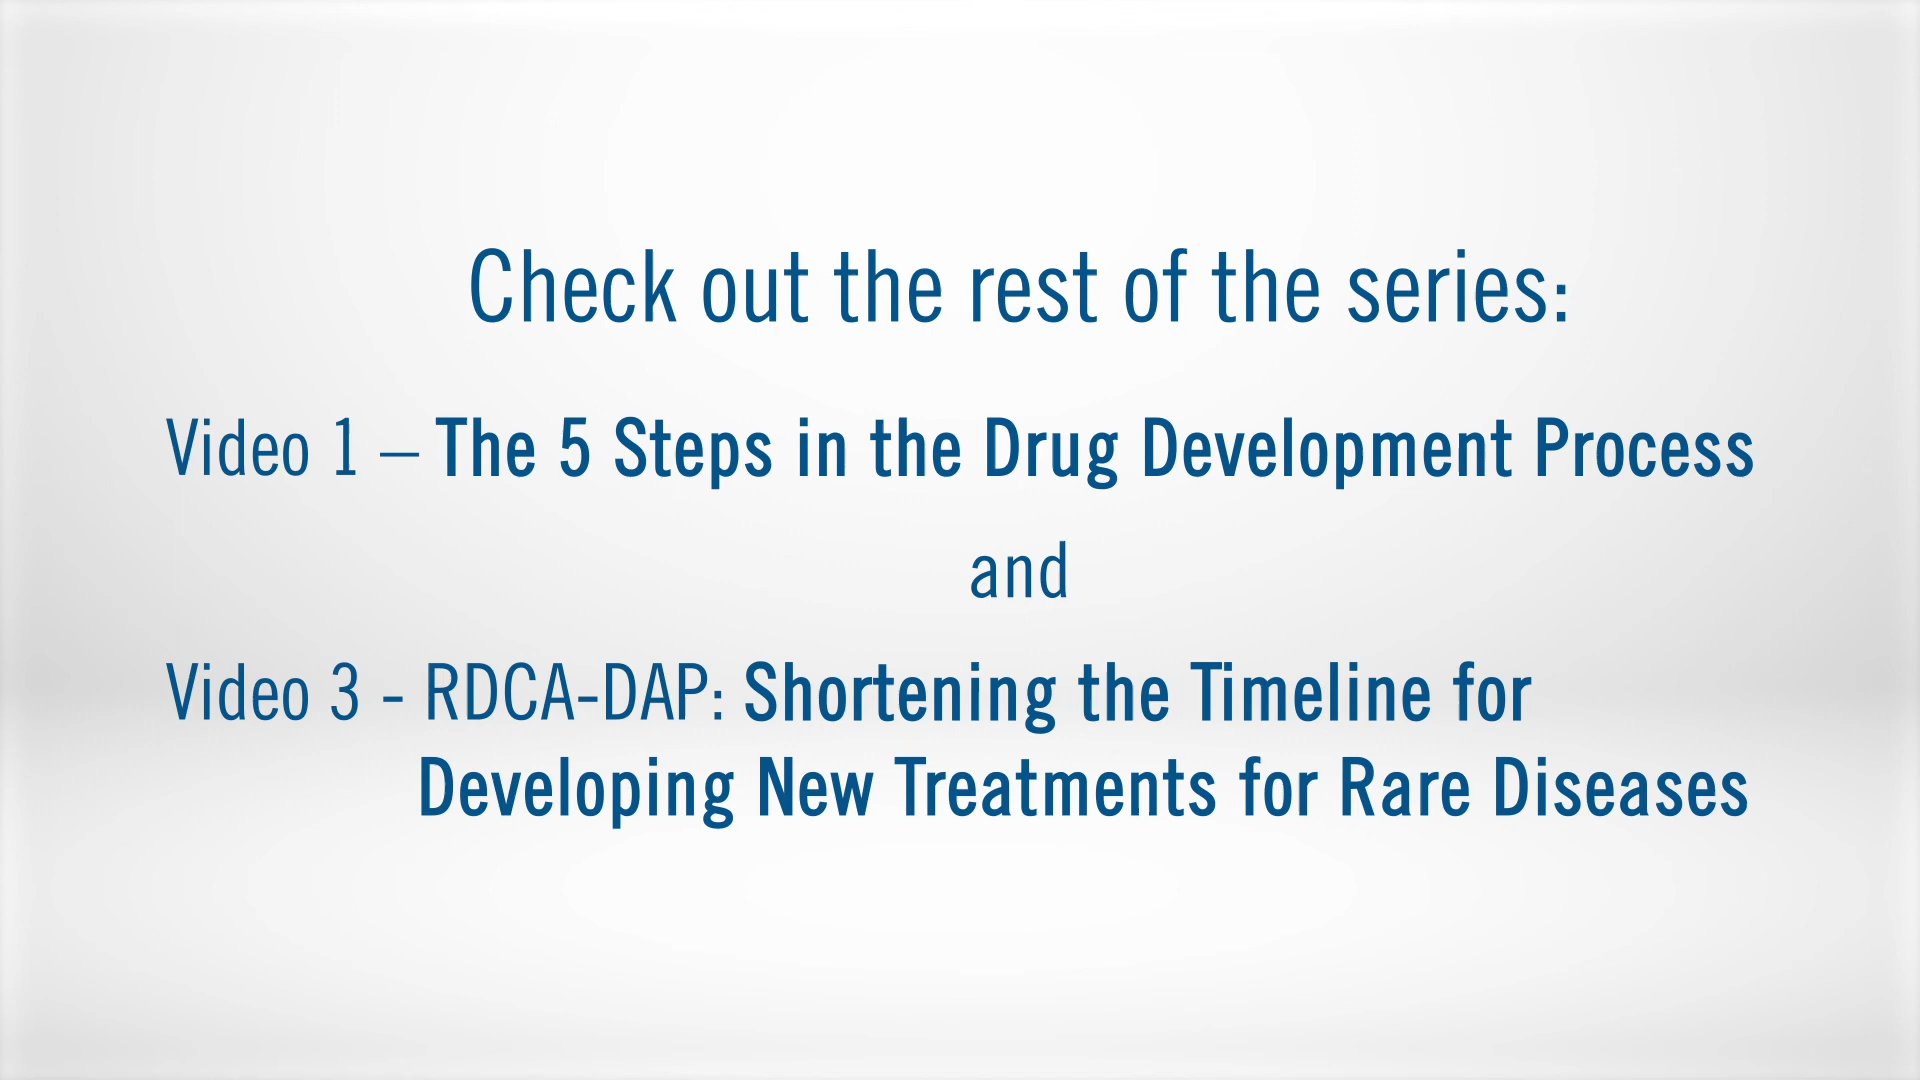 Check out the rest of the series:
Video 1 – The 5 Steps in the Drug Development Process
and
Video 3 - RDCA-DAP: Shortening the Timeline for
Developing New Treatments for Rare Diseases